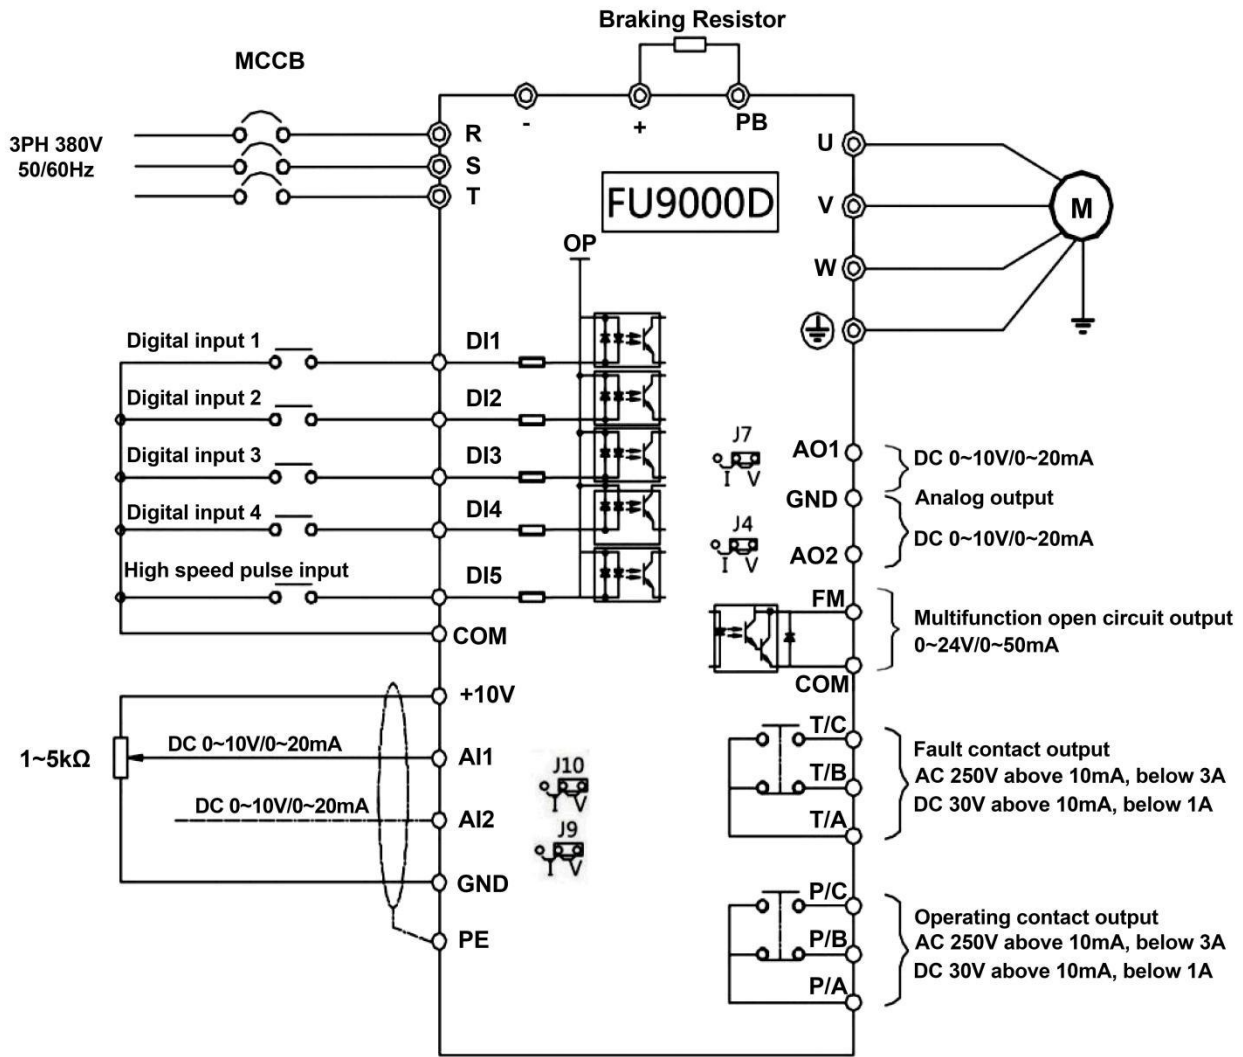 Braking Resistor
MCCB
3PH 380V
50/60Hz
R
S
T
-
+
PB
U
V
W
M
FU9000D
OP
Digital input 1
DI1
Digital input 2
DI2
Digital input 3
DI3
Digital input 4
DI4
High speed pulse input
DI5
COM
J7
I V
J4
I V
AO1
DC 0~10V/0~20mA
GND
Analog output
AO2
DC 0~10V/0~20mA
FM
Multifunction open circuit output
0~24V/0~50mA
COM
+10V
1~5kΩ
DC 0~10V/0~20mA
AI1
DC 0~10V/0~20mA
AI2
GND
PE
J10
I V
J9
I V
T/C
T/B
T/A
Fault contact output
AC 250V above 10mA, below 3A
DC 30V above 10mA, below 1A
P/C
P/B
P/A
Operating contact output
AC 250V above 10mA, below 3A
DC 30V above 10mA, below 1A